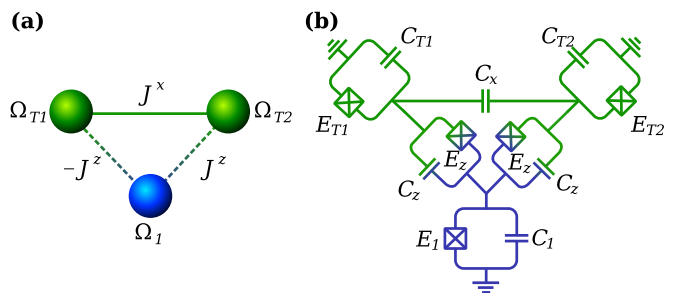 (a)
(b)
Ω_T1
J^x
Ω_T2
−J^z
J^z
Ω_1
C_T1
C_T2
C_x
E_T1
E_T2
E_z
E_z
C_z
C_z
E_1
C_1